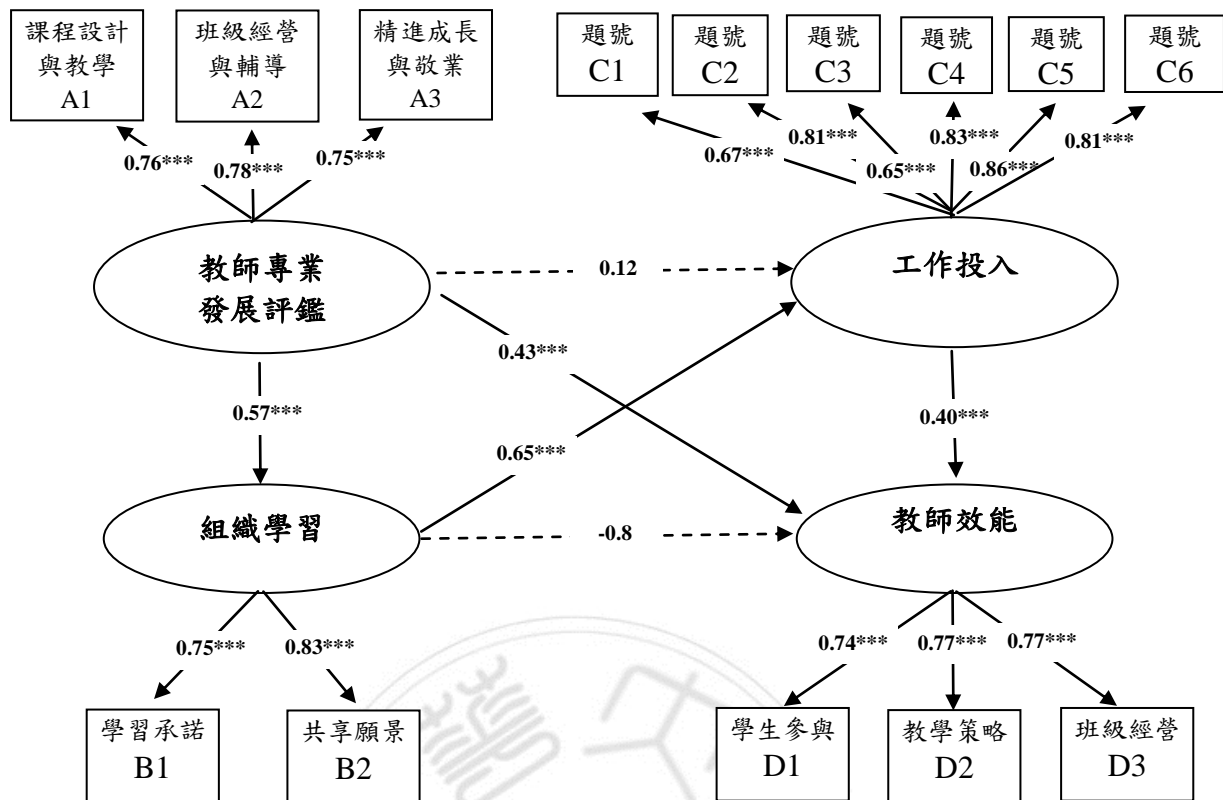 課程設計
與教學
A1
班級經營
與輔導
A2
精進成長
與敬業
A3
題號
C1
題號
C2
題號
C3
題號
C4
題號
C5
題號
C6
0.76***
0.78***
0.75***
0.67***
0.81***
0.65***
0.83***
0.86***
0.81***
教師專業
發展評鑑
0.12
工作投入
0.43***
0.57***
0.65***
0.40***
組織學習
-0.8
教師效能
0.75***
0.83***
0.74***
0.77***
0.77***
學習承諾
B1
共享願景
B2
學生參與
D1
教學策略
D2
班級經營
D3